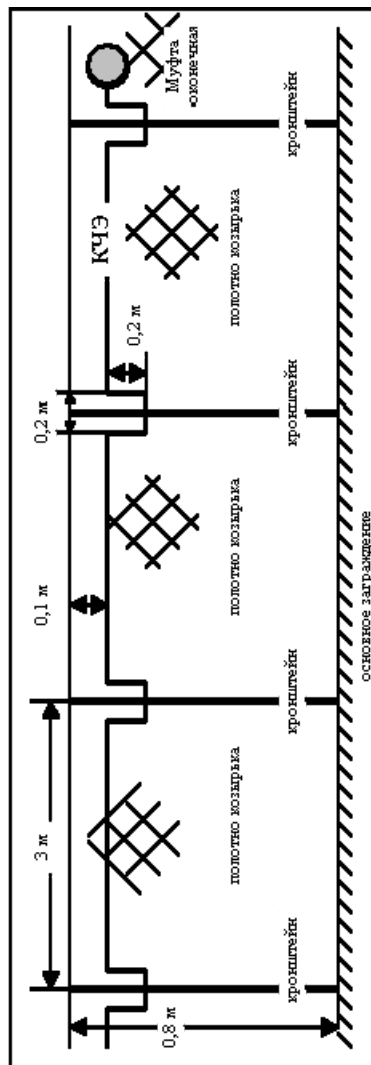 0,8 м
3 м
0,1 м
0,2 м
0,2 м
КЧЭ
Муфта
оконечная
полотно козырька
полотно козырька
полотно козырька
кронштейн
кронштейн
кронштейн
кронштейн
основное заграждение